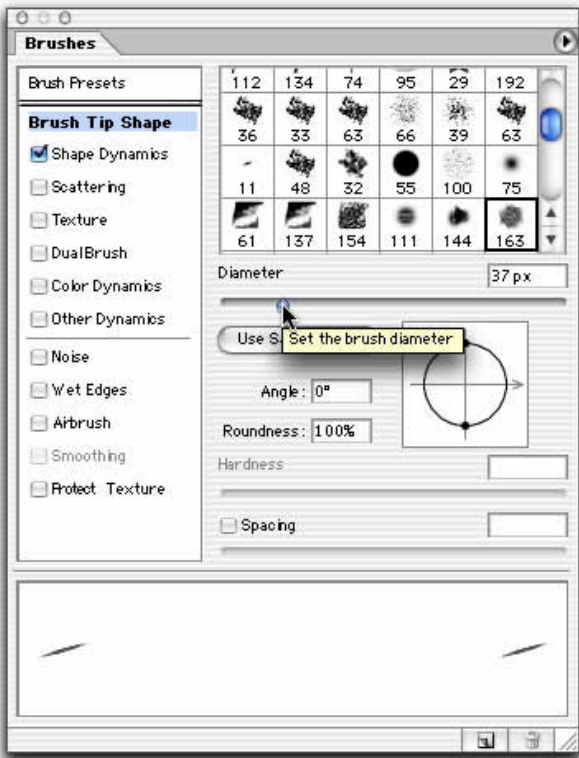 Brushes
Brush Presets
Brush Tip Shape
Shape Dynamics
Scattering
Texture
Dual Brush
Color Dynamics
Other Dynamics
Noise
Wet Edges
Airbrush
Smoothing
Protect Texture
112 134 74 95 29 192
36 33 63 66 39 63
11 48 32 55 100 75
61 137 154 111 144 163
Diameter 37 px
Use S
Set the brush diameter
Angle: 0°
Roundness: 100%
Hardness
Spacing